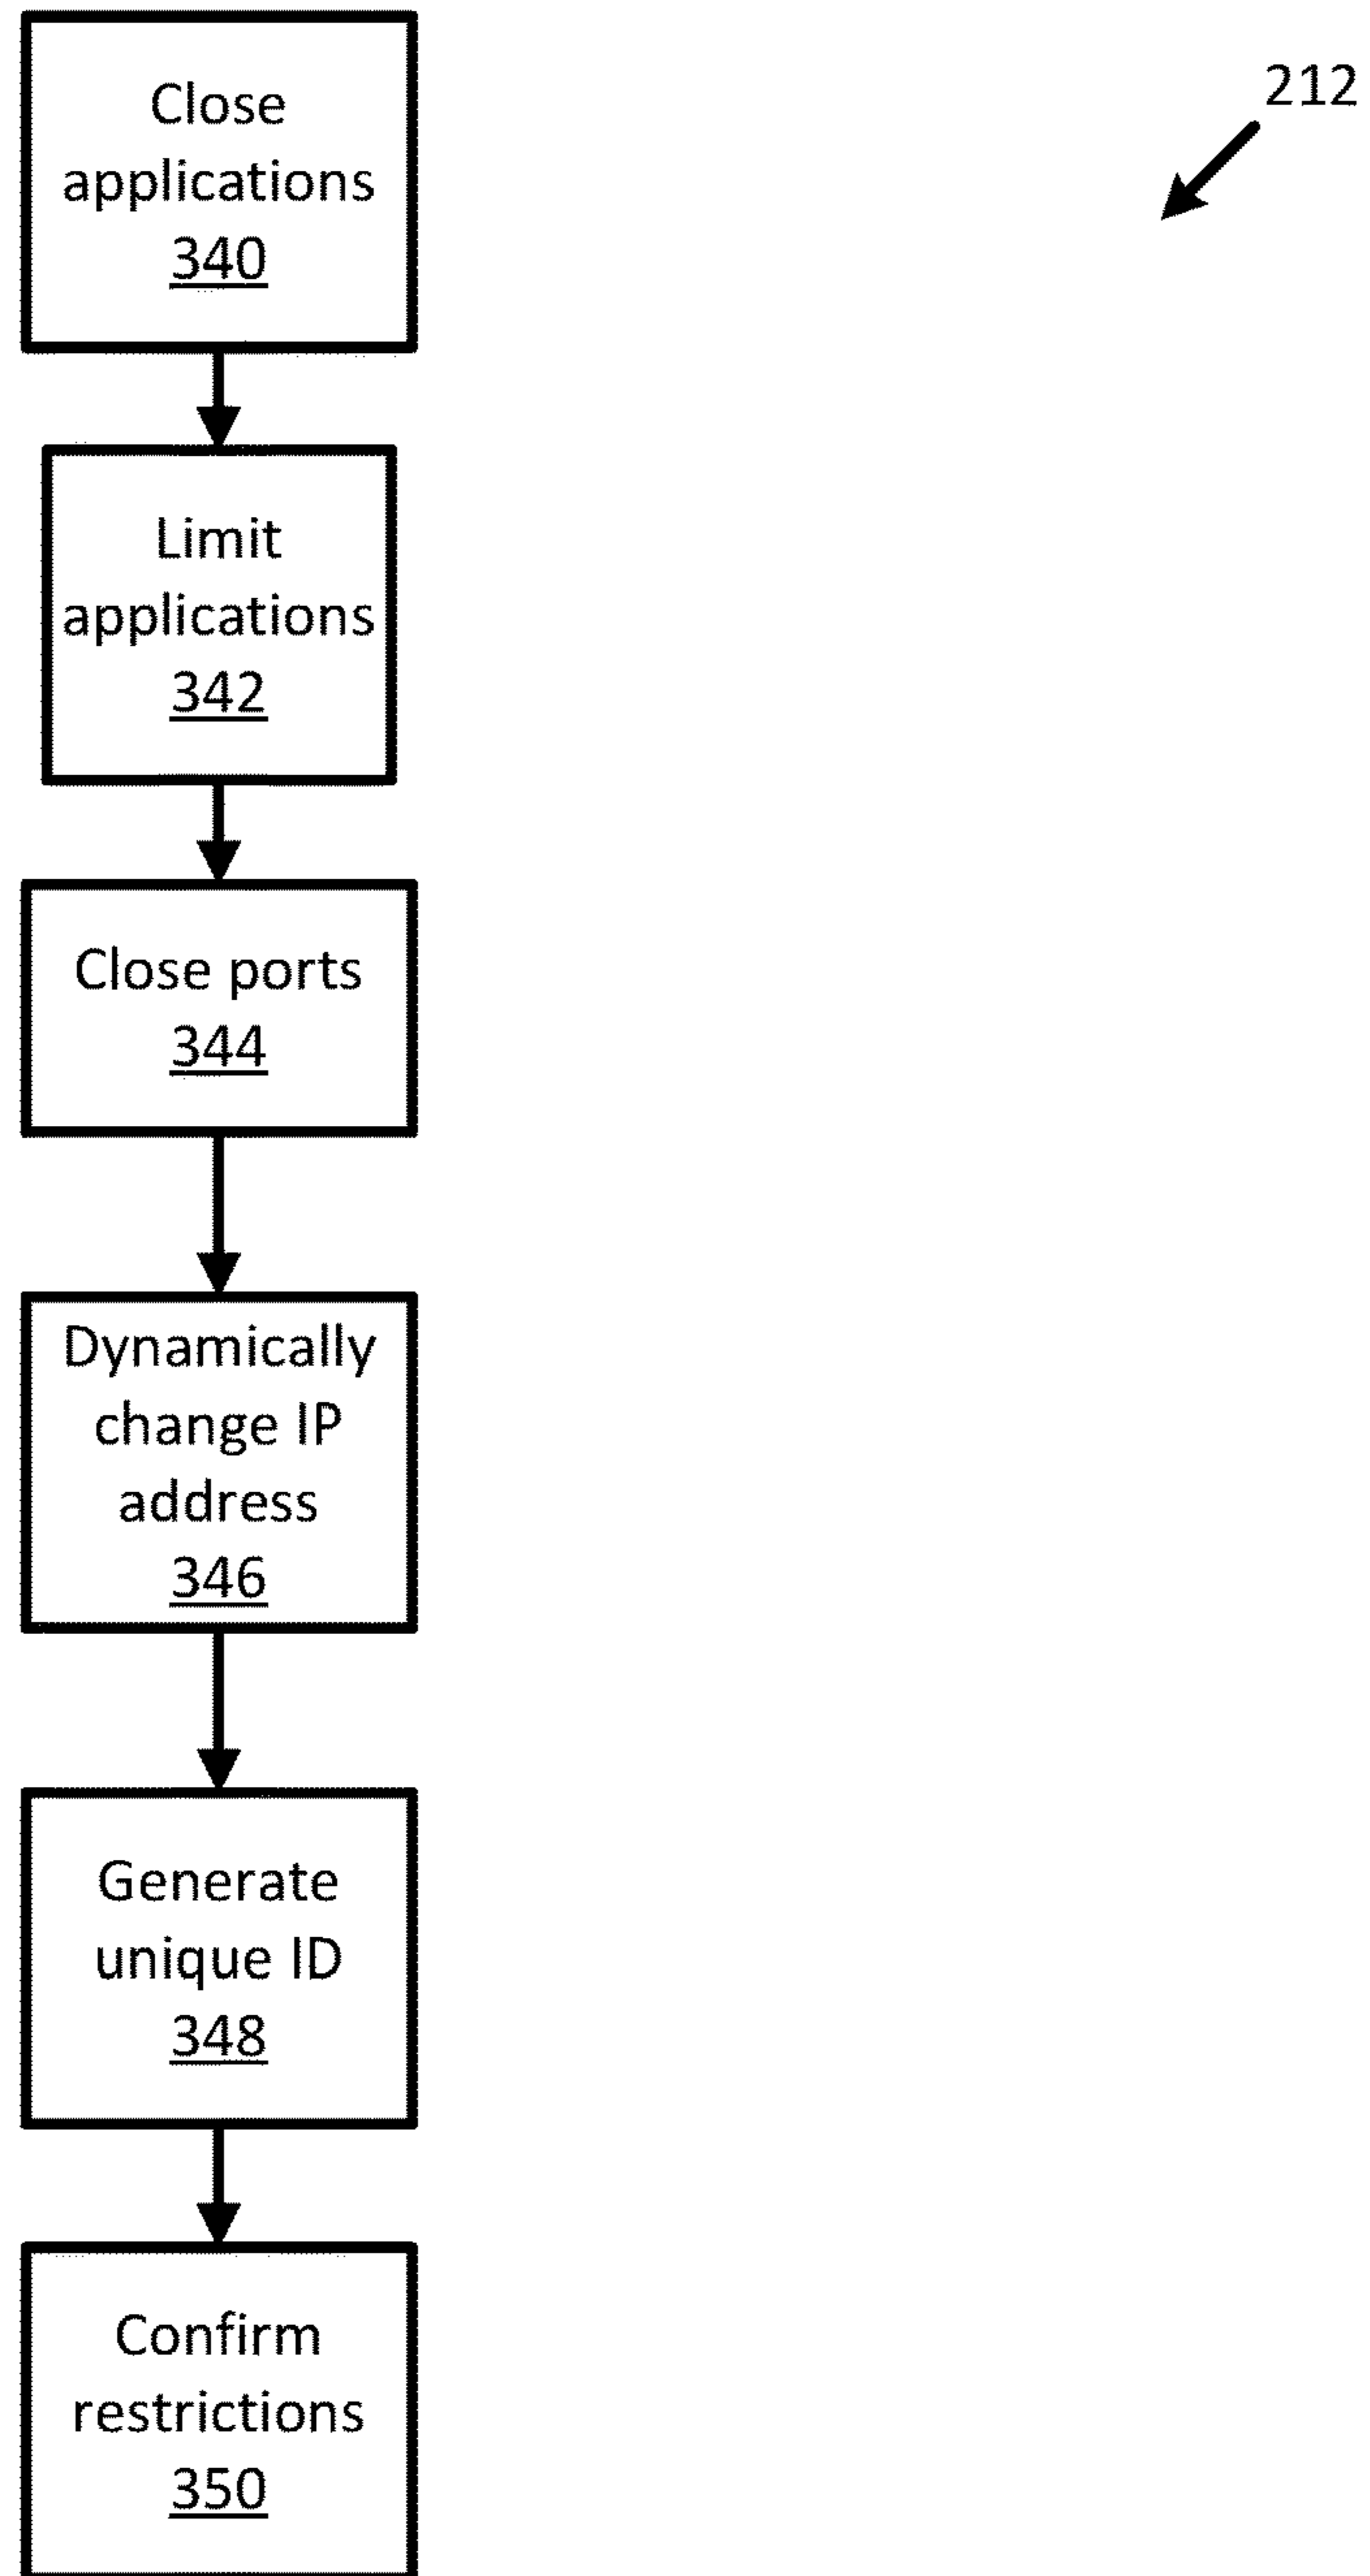 Close
applications
340
212
Limit
applications
342
Close ports
344
Dynamically
change IP
address
346
Generate
unique ID
348
Confirm
restrictions
350